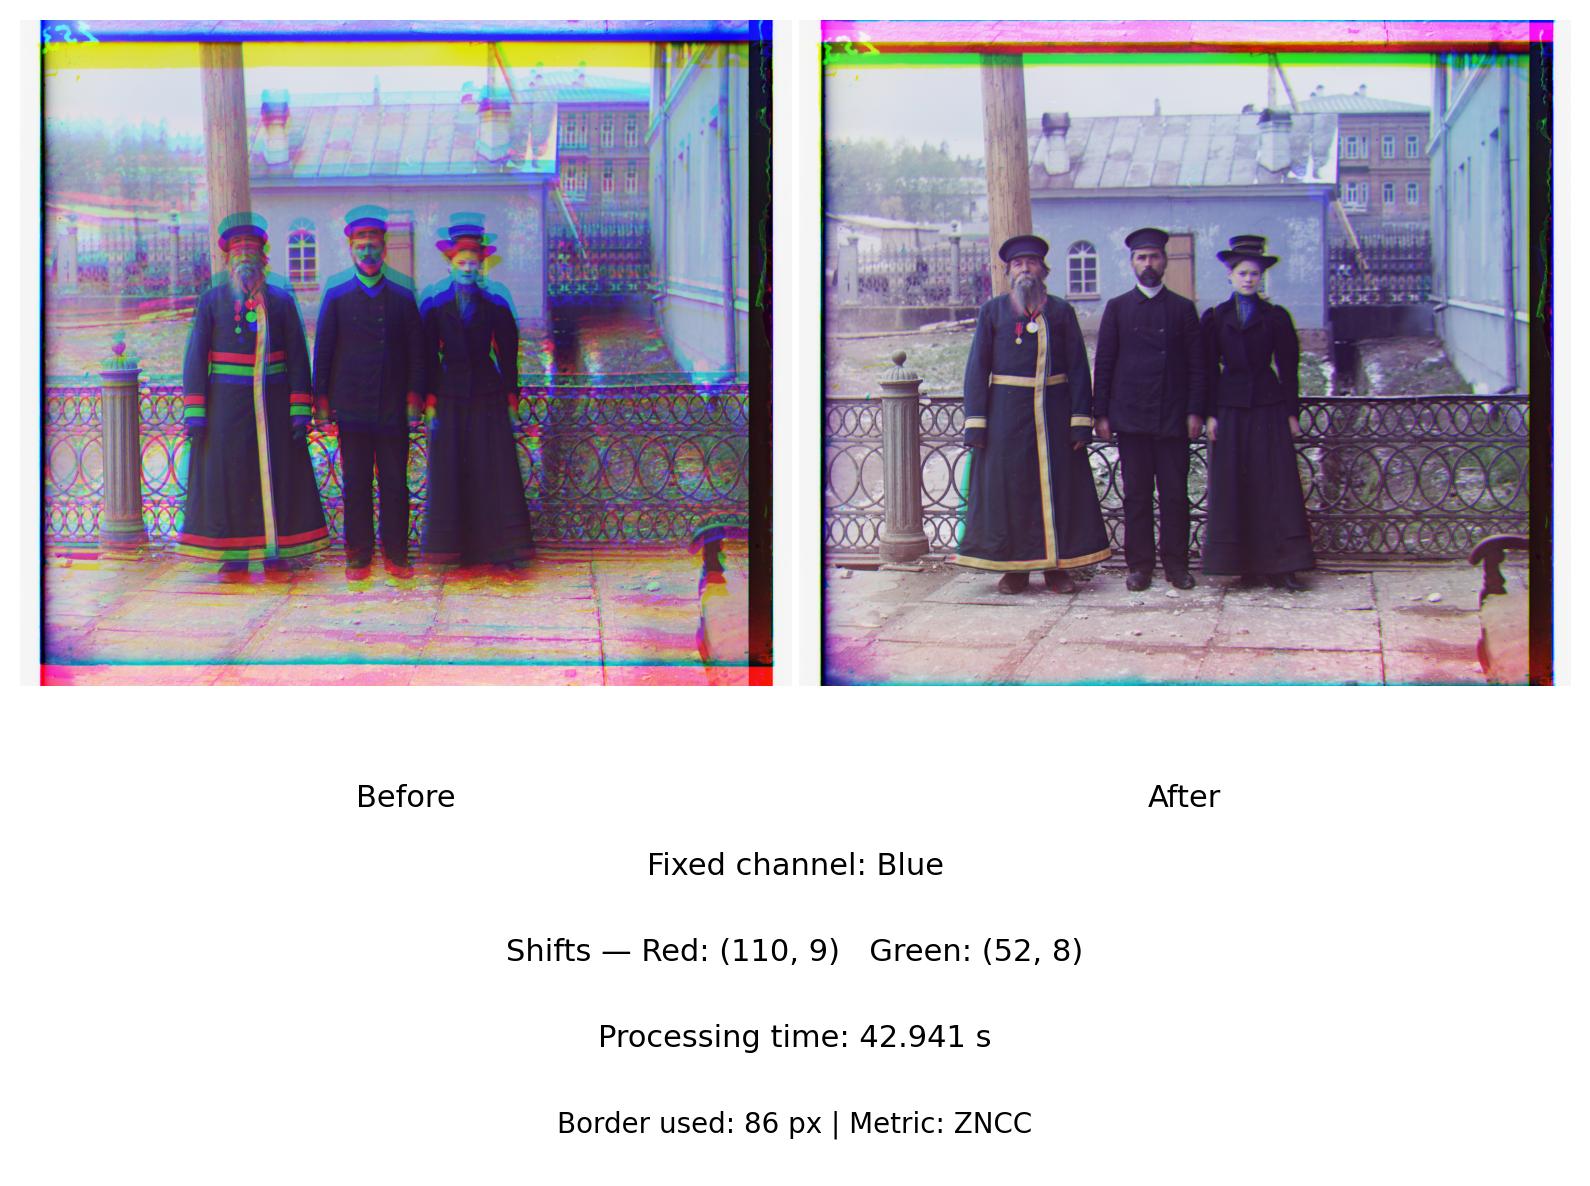 Before
After
Fixed channel: Blue
Shifts — Red: (110, 9)   Green: (52, 8)
Processing time: 42.941 s
Border used: 86 px | Metric: ZNCC